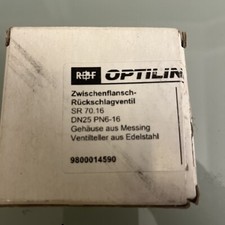 OPTILIN
Zwischenflansch-
Rückschlagventil
SR 70.16
DN25 PN6-16
Gehäuse aus Messing
Ventilteller aus Edelstahl
9800014590